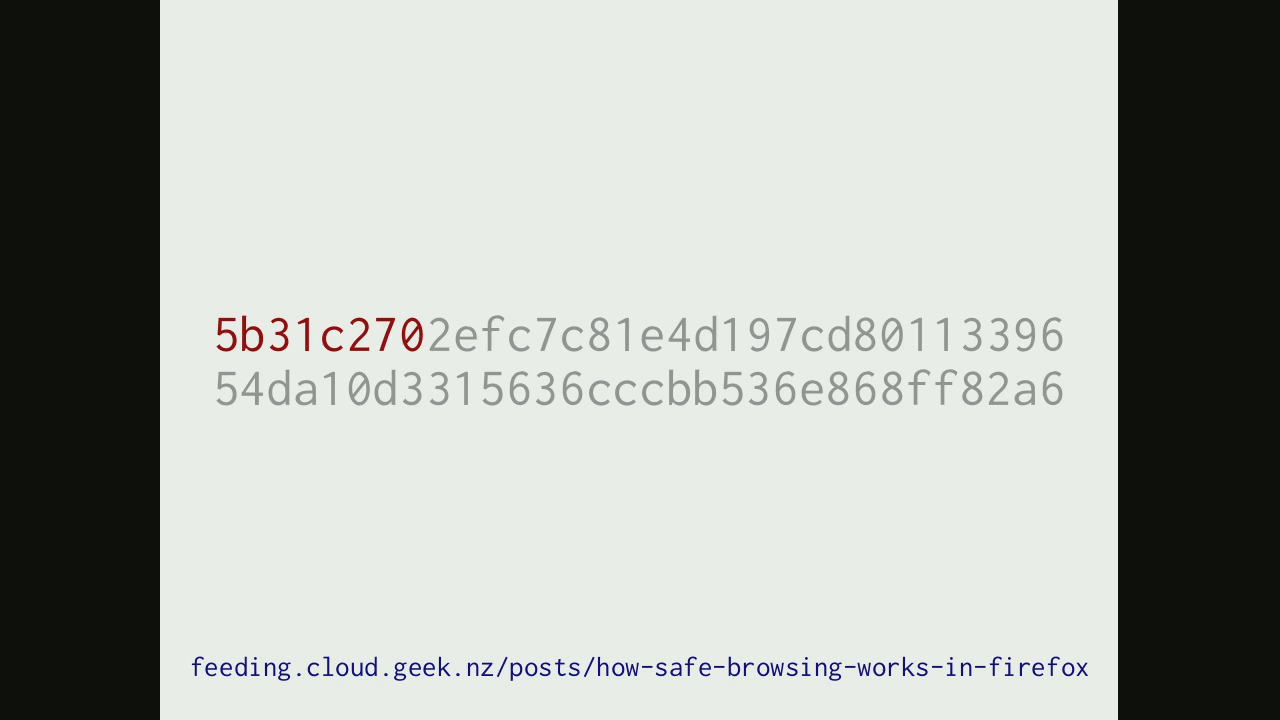 5b31c2702efc7c81e4d197cd80113396
54da10d3315636cccbb536e868ff82a6
feeding.cloud.geek.nz/posts/how-safe-browsing-works-in-firefox